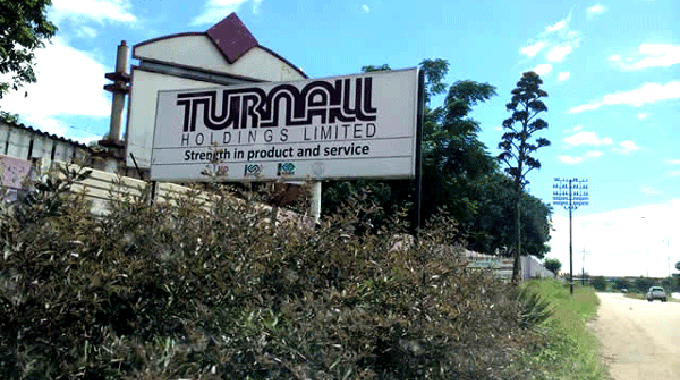 TURNALL
HOLDINGS LIMITED
Strength in product and service